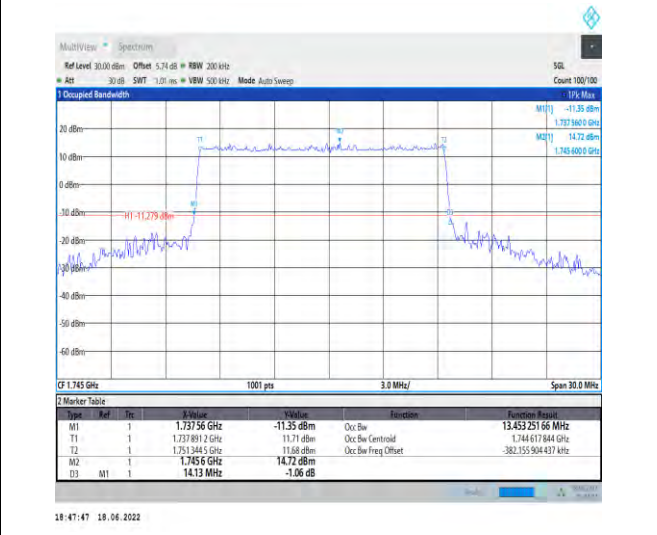 MultiView Spectrum
Ref Level 30.00 dBm Offset 5.74 dB RBW 200 kHz SGL
Att 30 dB SWT 1.01 ms VBW 500 kHz Mode Auto Sweep Count 100/100
1 Occupied Bandwidth 1Pk Max
M1[1] -11.35 dBm
1.737 560 0 GHz
M2[1] 14.72 dBm
1.745 600 0 GHz
20 dBm
T1 M2 T2
10 dBm
0 dBm
M1 D3
-10 dBm
H1 -11.279 dBm
-20 dBm
-30 dBm
-40 dBm
-50 dBm
-60 dBm
CF 1.745 GHz 1001 pts 3.0 MHz/ Span 30.0 MHz
2 Marker Table
Type Ref Trc X-Value Y-Value Function Function Result
M1 1 1.737 56 GHz -11.35 dBm Occ Bw 13.453 251 66 MHz
T1 1 1.737 891 2 GHz 11.71 dBm Occ Bw Centroid 1.744 617 844 GHz
T2 1 1.751 344 5 GHz 11.68 dBm Occ Bw Freq Offset -382.155 904 437 kHz
M2 1 1.745 6 GHz 14.72 dBm
D3 M1 1 14.13 MHz -1.06 dB
18:47:47 18.06.2022